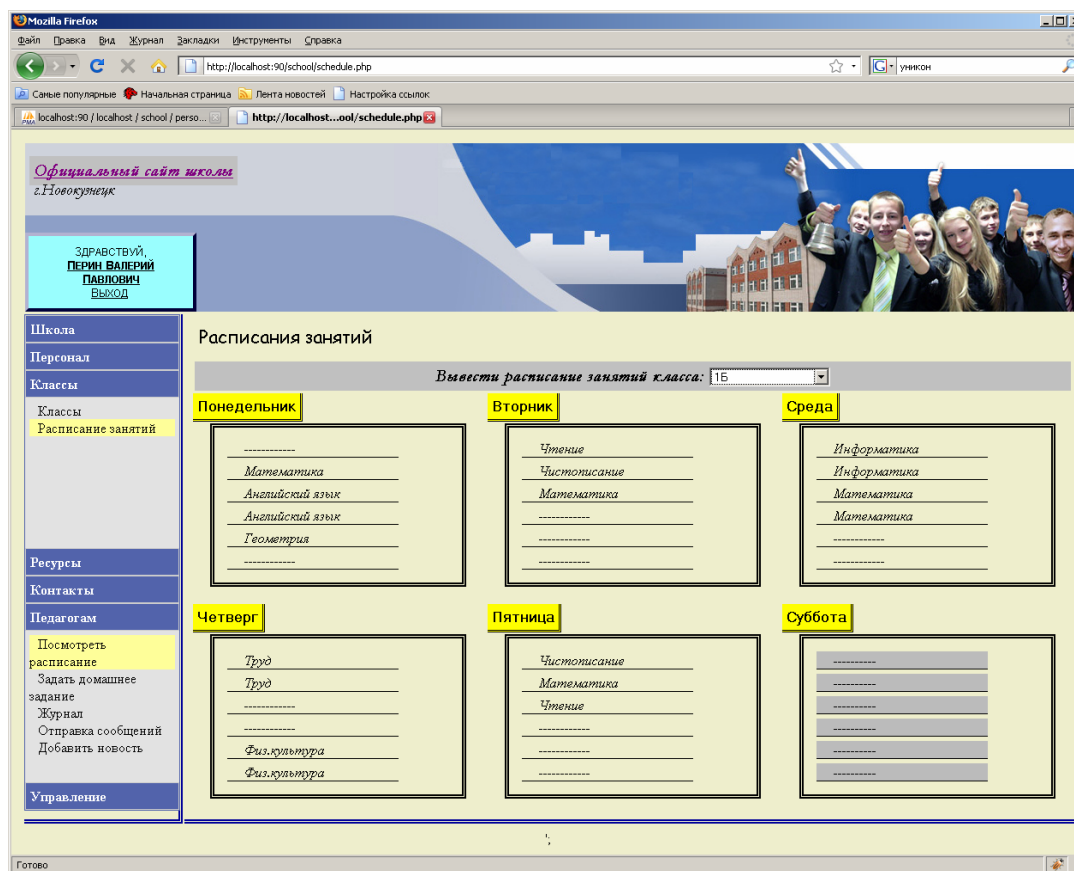 Mozilla Firefox
Файл Правка Вид Журнал Закладки Инструменты Справка
http://localhost:90/school/schedule.php
G уникон
Самые популярные Начальная страница Лента новостей Настройка ссылок
PMA localhost:90 / localhost / school / perso... http://localhost...ool/schedule.php
Официальный сайт школы
г.Новокузнецк
Здравствуй,
Перин Валерий
Павлович
Выход
Школа
Персонал
Классы
Классы
Расписание занятий
Ресурсы
Контакты
Педагогам
Посмотреть
расписание
Задать домашнее
задание
Журнал
Отправка сообщений
Добавить новость
Управление
Расписания занятий
Вывести расписание занятий класса: 1Б
Понедельник
------------
Математика
Английский язык
Английский язык
Геометрия
------------
Вторник
Чтение
Чистописание
Математика
------------
------------
------------
Среда
Информатика
Информатика
Математика
Математика
------------
------------
Четверг
Труд
Труд
------------
------------
Физ.культура
Физ.культура
Пятница
Чистописание
Математика
Чтение
------------
------------
------------
Суббота
----------
----------
----------
----------
----------
----------
';
Готово